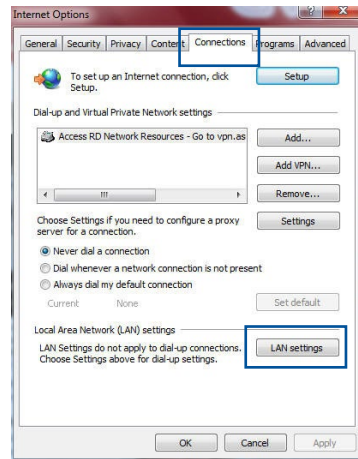 Internet Options
General Security Privacy Content Connections Programs Advanced
To set up an Internet connection, click
Setup.
Setup
Dial-up and Virtual Private Network settings
Access RD Network Resources - Go to vpn.as
Add...
Add VPN...
Remove...
Choose Settings if you need to configure a proxy
server for a connection.
Settings
Never dial a connection
Dial whenever a network connection is not present
Always dial my default connection
Current None
Set default
Local Area Network (LAN) settings
LAN Settings do not apply to dial-up connections.
Choose Settings above for dial-up settings.
LAN settings
OK Cancel Apply